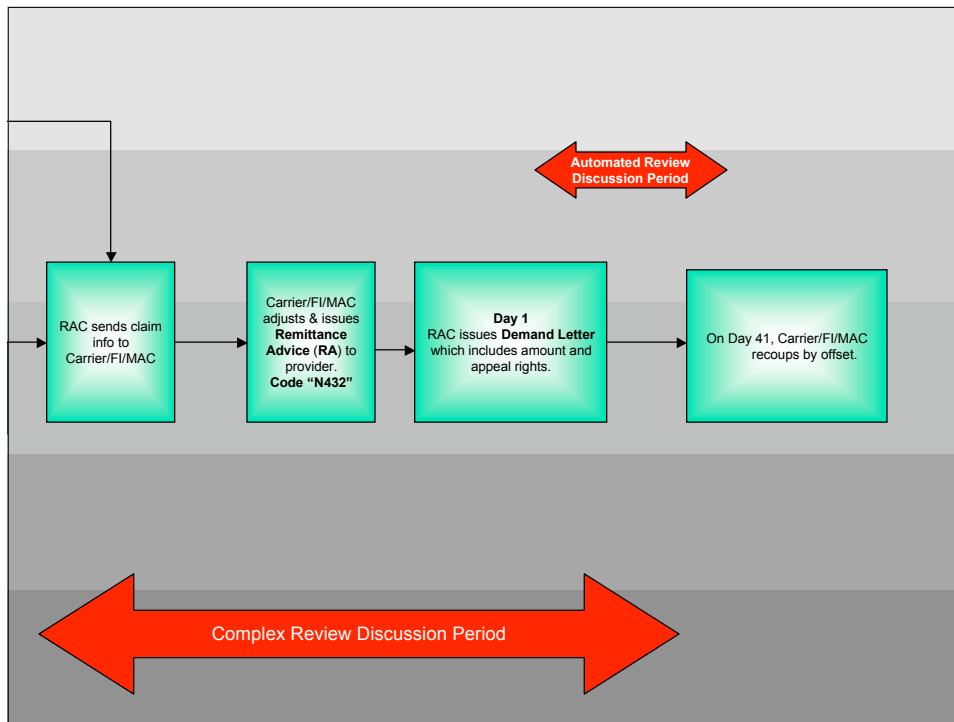 Automated Review
Discussion Period
RAC sends claim
info to
Carrier/FI/MAC
Carrier/FI/MAC
adjusts & issues
Remittance
Advice (RA) to
provider.
Code “N432”
Day 1
RAC issues Demand Letter
which includes amount and
appeal rights.
On Day 41, Carrier/FI/MAC
recoups by offset.
Complex Review Discussion Period